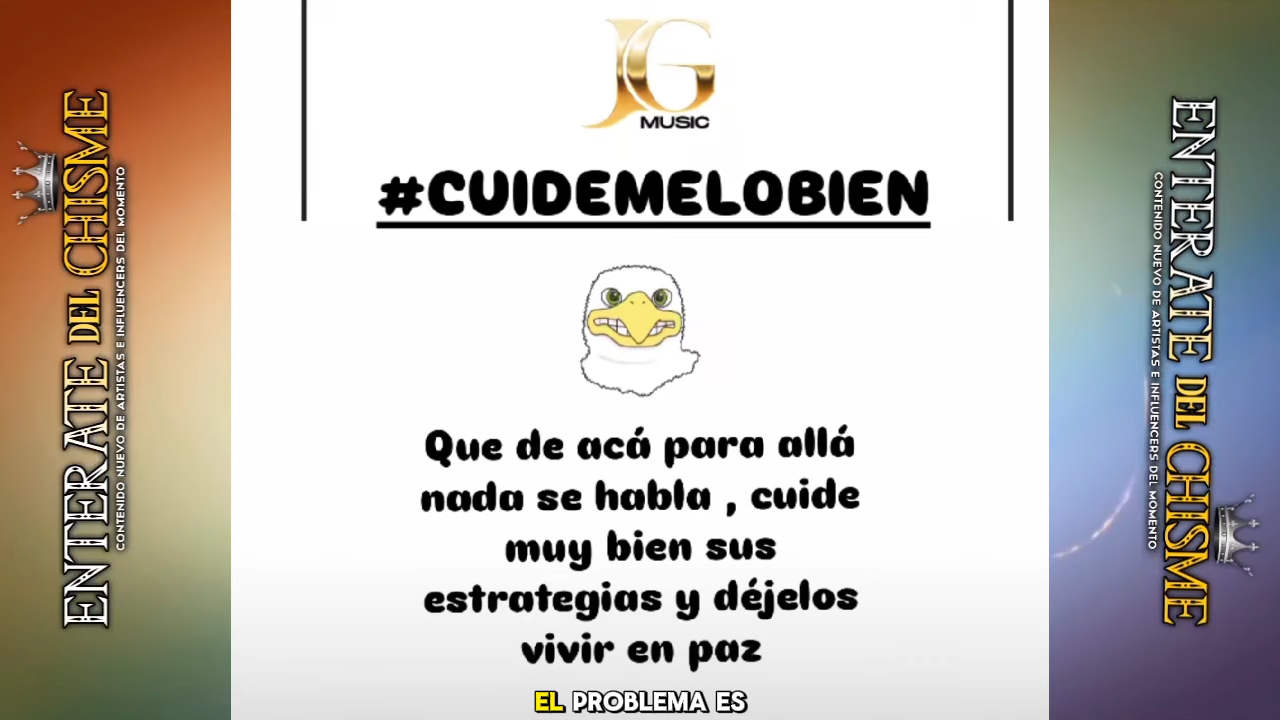 JG
MUSIC
#CUIDEMELOBIEN
Que de acá para allá
nada se habla , cuide
muy bien sus
estrategias y déjelos
vivir en paz
EL PROBLEMA ES
ENTERATE DEL CHISME
CONTENIDO NUEVO DE ARTISTAS E INFLUENCERS DEL MOMENTO
ENTERATE DEL CHISME
CONTENIDO NUEVO DE ARTISTAS E INFLUENCERS DEL MOMENTO